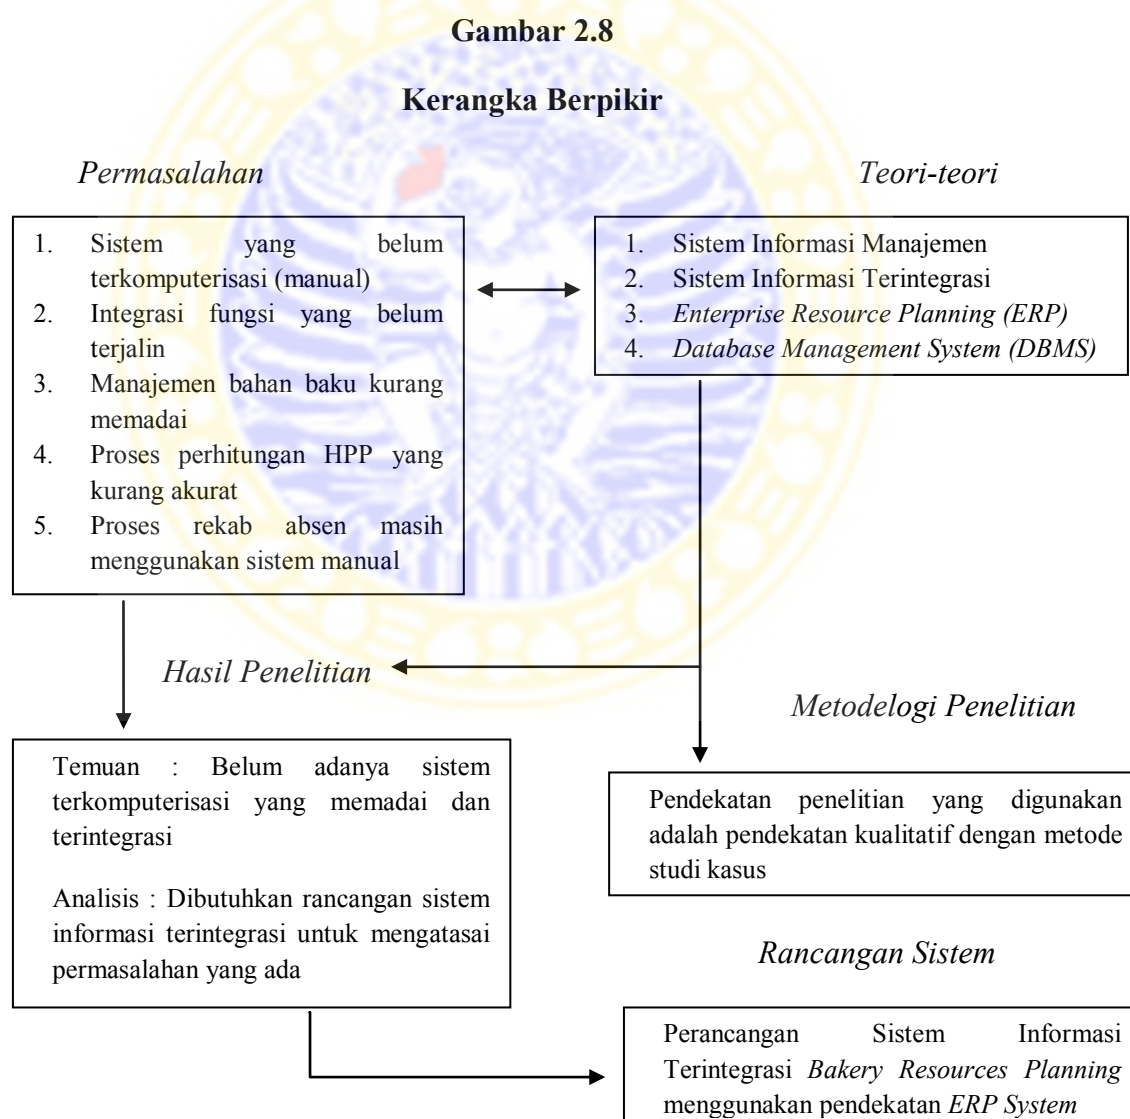 Gambar 2.8
Kerangka Berpikir
Permasalahan
Teori-teori
1. Sistem yang belum
terkomputerisasi (manual)
2. Integrasi fungsi yang belum
terjalin
3. Manajemen bahan baku kurang
memadai
4. Proses perhitungan HPP yang
kurang akurat
5. Proses rekab absen masih
menggunakan sistem manual
1. Sistem Informasi Manajemen
2. Sistem Informasi Terintegrasi
3. Enterprise Resource Planning (ERP)
4. Database Management System (DBMS)
Hasil Penelitian
Metodelogi Penelitian
Temuan : Belum adanya sistem
terkomputerisasi yang memadai dan
terintegrasi
Analisis : Dibutuhkan rancangan sistem
informasi terintegrasi untuk mengatasai
permasalahan yang ada
Pendekatan penelitian yang digunakan
adalah pendekatan kualitatif dengan metode
studi kasus
Rancangan Sistem
Perancangan Sistem Informasi
Terintegrasi Bakery Resources Planning
menggunakan pendekatan ERP System